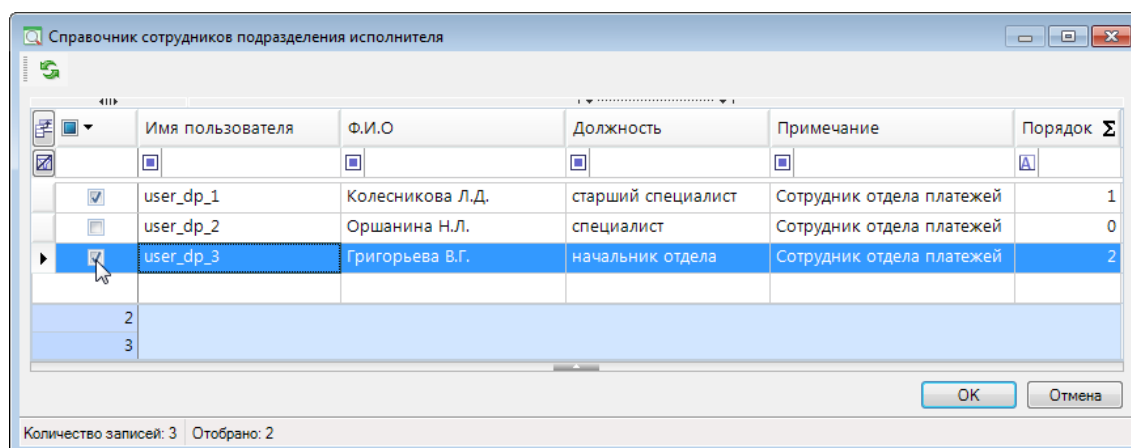 Справочник сотрудников подразделения исполнителя
Имя пользователя Ф.И.О Должность Примечание Порядок Σ
A
user_dp_1 Колесникова Л.Д. старший специалист Сотрудник отдела платежей 1
user_dp_2 Оршанина Н.Л. специалист Сотрудник отдела платежей 0
user_dp_3 Григорьева В.Г. начальник отдела Сотрудник отдела платежей 2
2
3
OK Отмена
Количество записей: 3 Отобрано: 2